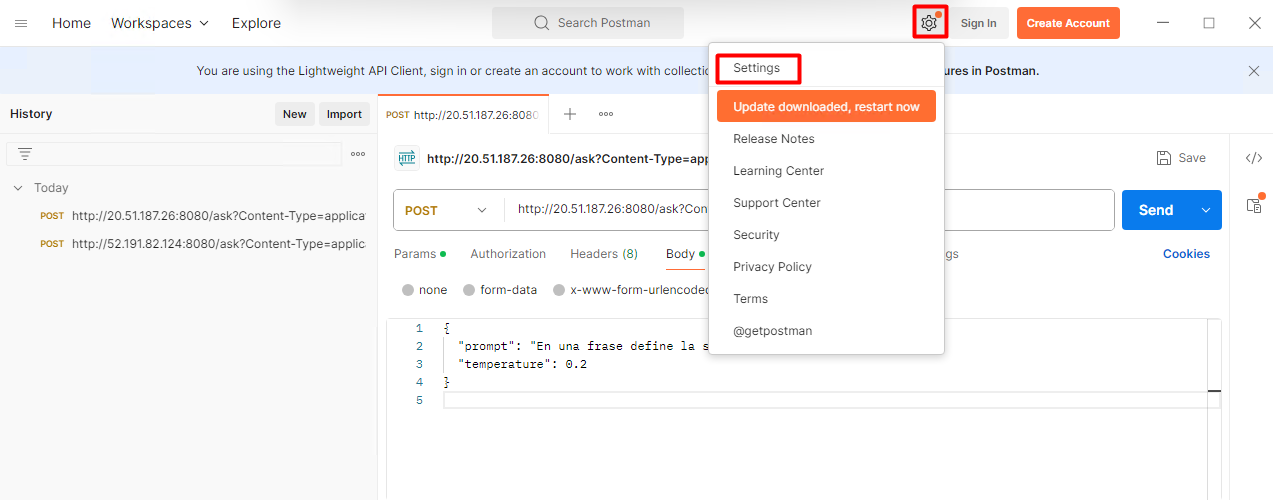 Home Workspaces Explore Search Postman Sign In Create Account
You are using the Lightweight API Client, sign in or create an account to work with collectio ures in Postman.
Settings
Update downloaded, restart now
Release Notes
Learning Center
Support Center
Security
Privacy Policy
Terms
@getpostman
History New Import
Today
POST http://20.51.187.26:8080/ask?Content-Type=applicat
POST http://52.191.82.124:8080/ask?Content-Type=applic
POST http://20.51.187.26:8080
HTTP http://20.51.187.26:8080/ask?Content-Type=app Save
POST http://20.51.187.26:8080/ask?Con Send
Params Authorization Headers (8) Body gs Cookies
none form-data x-www-form-urlencoded
1 {
2 "prompt": "En una frase define la s
3 "temperature": 0.2
4 }
5